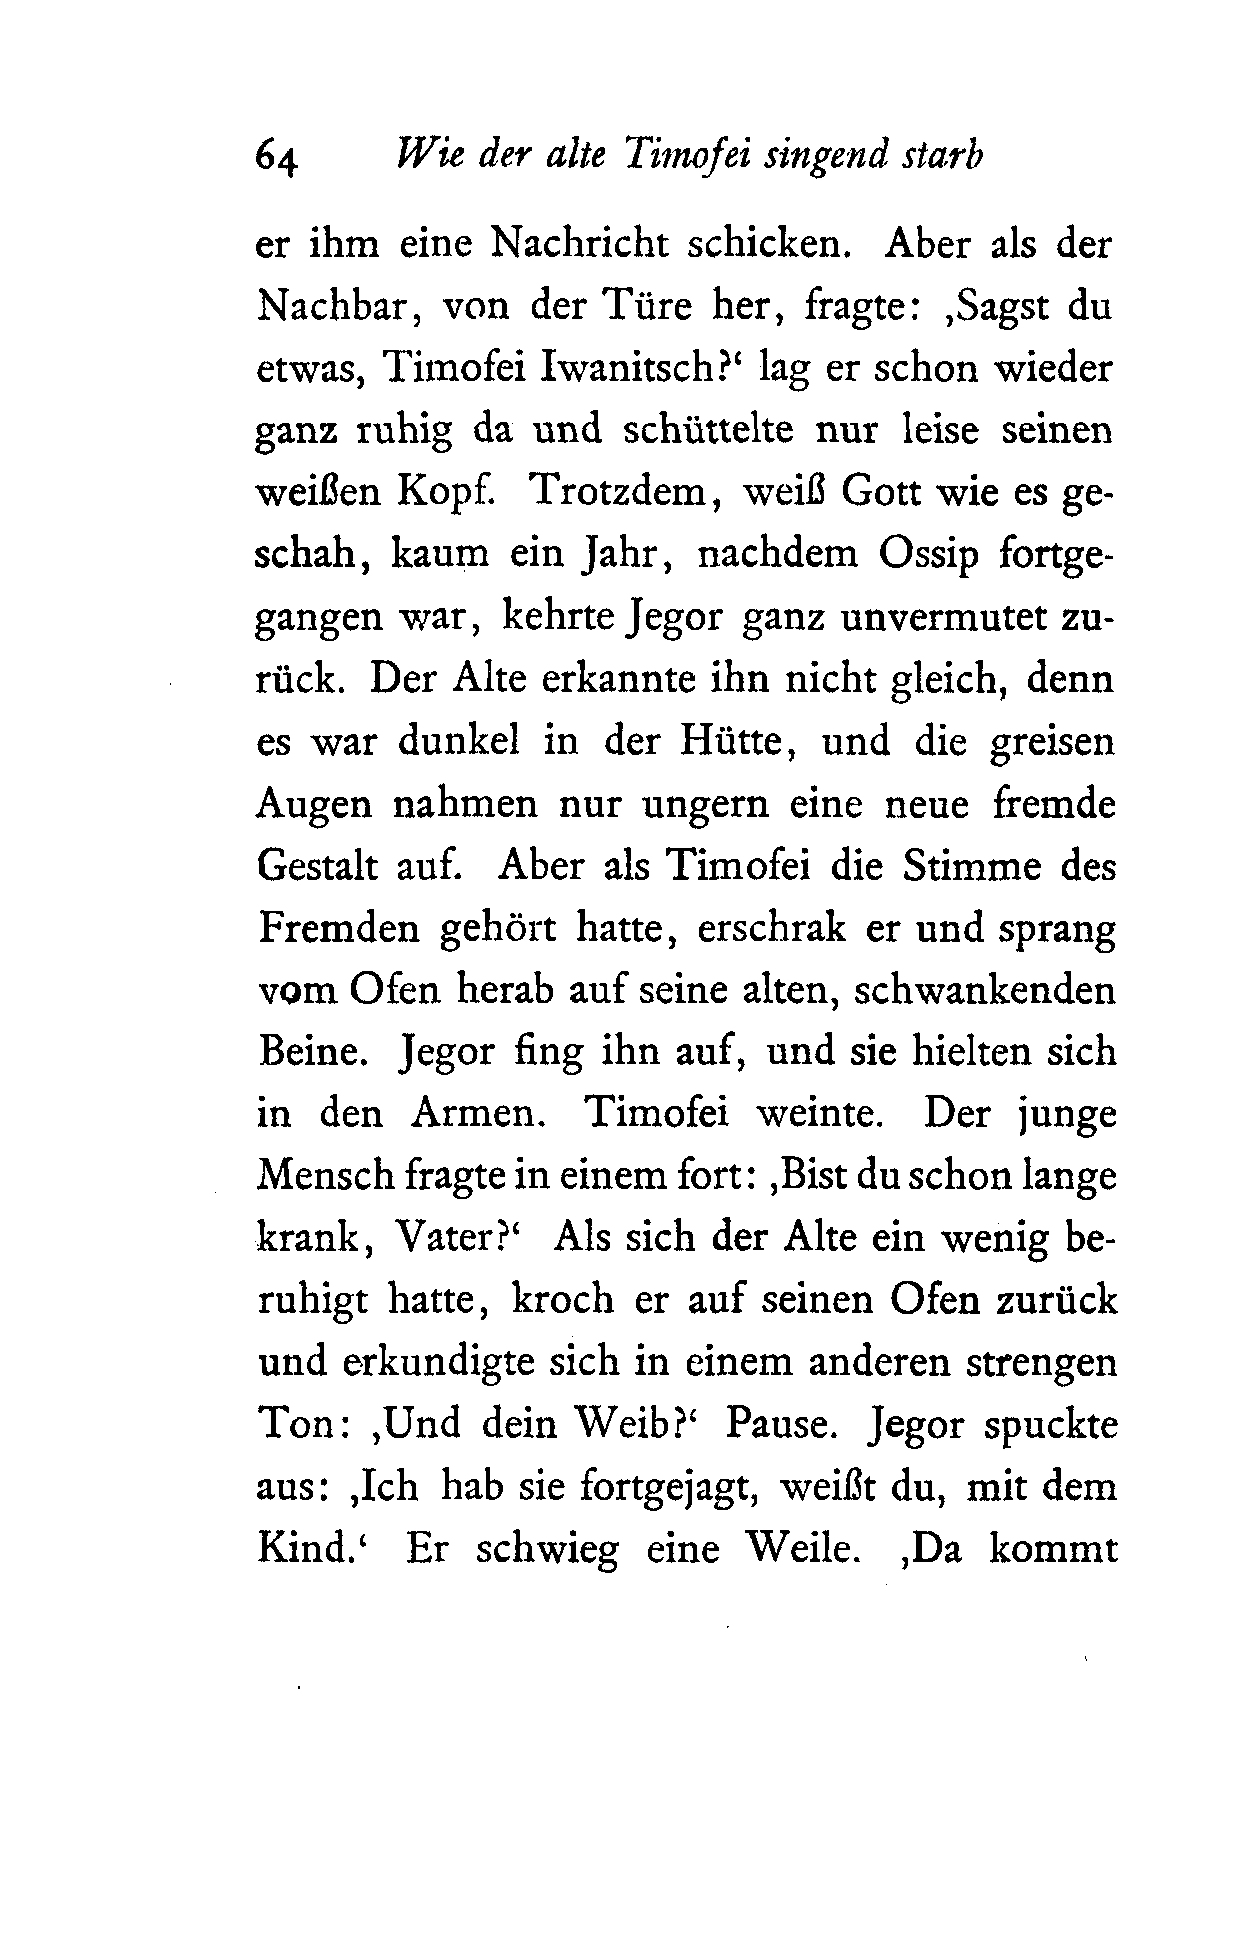 64 Wie der alte Timofei singend starb
er ihm eine Nachricht schicken. Aber als der
Nachbar, von der Türe her, fragte: ‚Sagst du
etwas, Timofei Iwanitsch?‘ lag er schon wieder
ganz ruhig da und schüttelte nur leise seinen
weißen Kopf. Trotzdem, weiß Gott wie es ge-
schah, kaum ein Jahr, nachdem Ossip fortge-
gangen war, kehrte Jegor ganz unvermutet zu-
rück. Der Alte erkannte ihn nicht gleich, denn
es war dunkel in der Hütte, und die greisen
Augen nahmen nur ungern eine neue fremde
Gestalt auf. Aber als Timofei die Stimme des
Fremden gehört hatte, erschrak er und sprang
vom Ofen herab auf seine alten, schwankenden
Beine. Jegor fing ihn auf, und sie hielten sich
in den Armen. Timofei weinte. Der junge
Mensch fragte in einem fort: ‚Bist du schon lange
krank, Vater?‘ Als sich der Alte ein wenig be-
ruhigt hatte, kroch er auf seinen Ofen zurück
und erkundigte sich in einem anderen strengen
Ton: ‚Und dein Weib?‘ Pause. Jegor spuckte
aus: ‚Ich hab sie fortgejagt, weißt du, mit dem
Kind.‘ Er schwieg eine Weile. ‚Da kommt